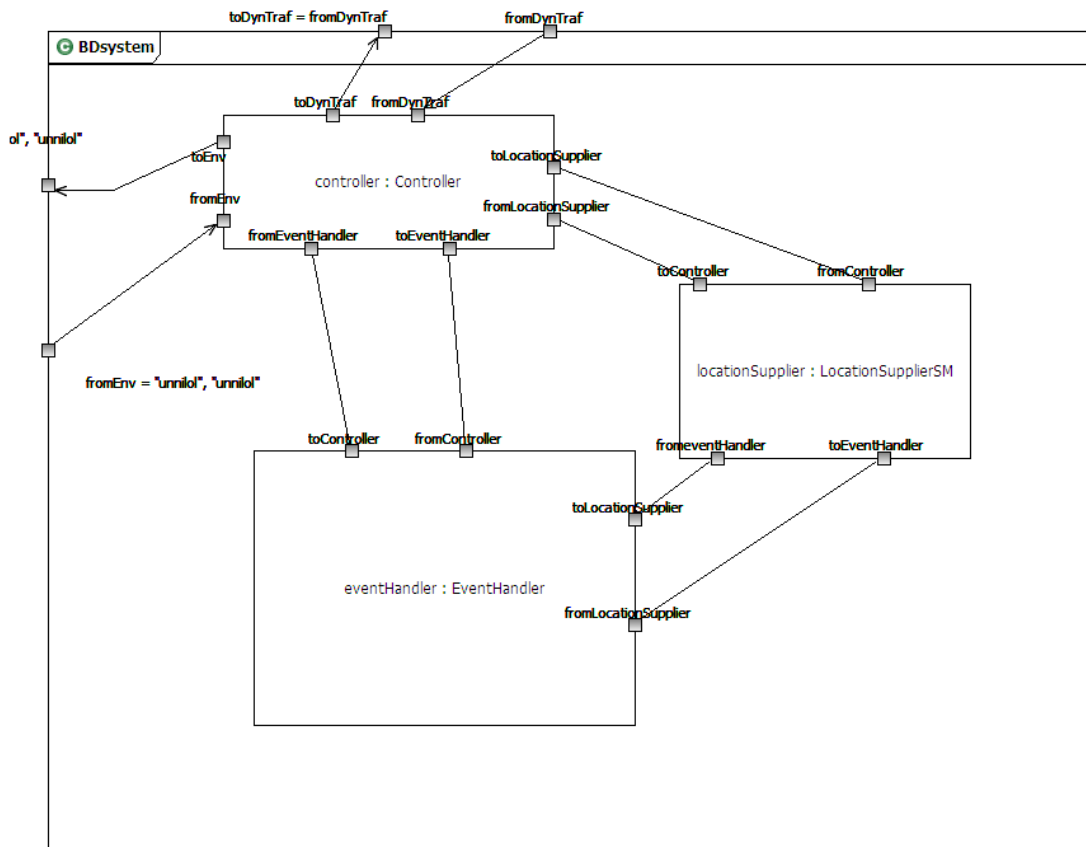 toDynTraf = fromDynTraf
fromDynTraf
C BDsystem
toDynTraf
fromDynTraf
ol", "unnilol"
toEnv
toLocationSupplier
controller : Controller
fromEnv
fromLocationSupplier
fromEventHandler
toEventHandler
toController
fromController
locationSupplier : LocationSupplierSM
fromEnv = "unnilol", "unnilol"
toController
fromController
fromeventHandler
toEventHandler
toLocationSupplier
eventHandler : EventHandler
fromLocationSupplier